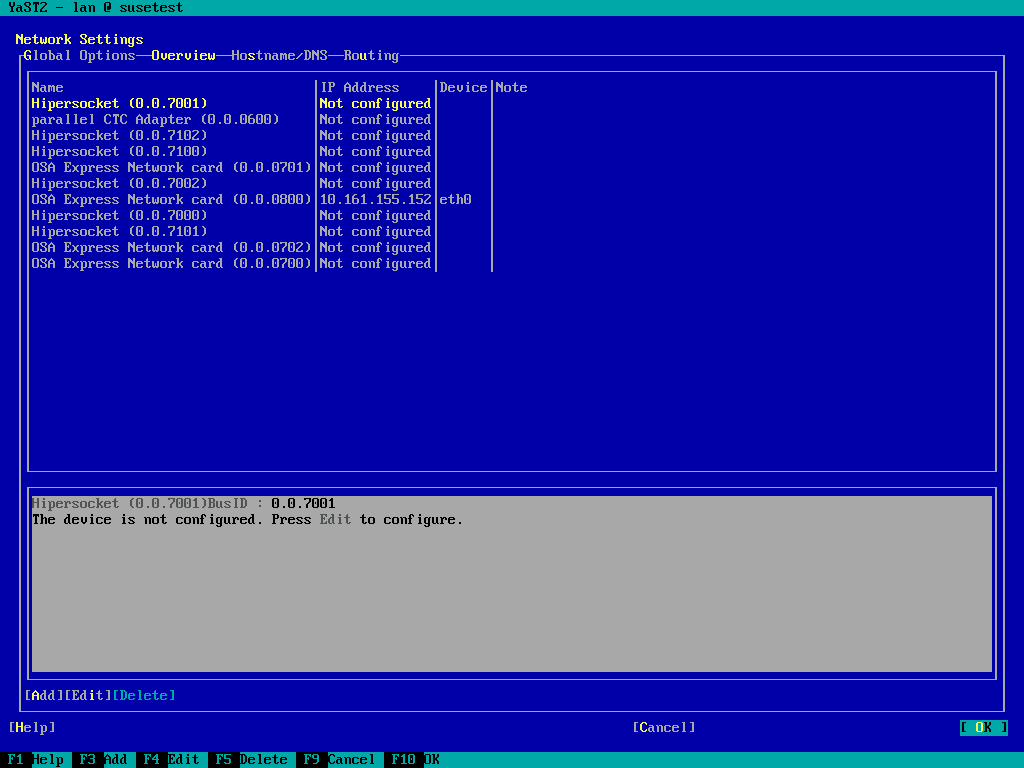 YaST2 - lan @ susetest
Network Settings
Global Options Overview Hostname/DNS Routing
Name IP Address Device Note
Hipersocket (0.0.7001) Not configured
parallel CTC Adapter (0.0.0600) Not configured
Hipersocket (0.0.7102) Not configured
Hipersocket (0.0.7100) Not configured
OSA Express Network card (0.0.0701) Not configured
Hipersocket (0.0.7002) Not configured
OSA Express Network card (0.0.0800) 10.161.155.152 eth0
Hipersocket (0.0.7000) Not configured
Hipersocket (0.0.7101) Not configured
OSA Express Network card (0.0.0702) Not configured
OSA Express Network card (0.0.0700) Not configured
Hipersocket (0.0.7001)BusID : 0.0.7001
The device is not configured. Press Edit to configure.
[Add][Edit][Delete]
[Help] [Cancel] [ OK ]
F1 Help F3 Add F4 Edit F5 Delete F9 Cancel F10 OK